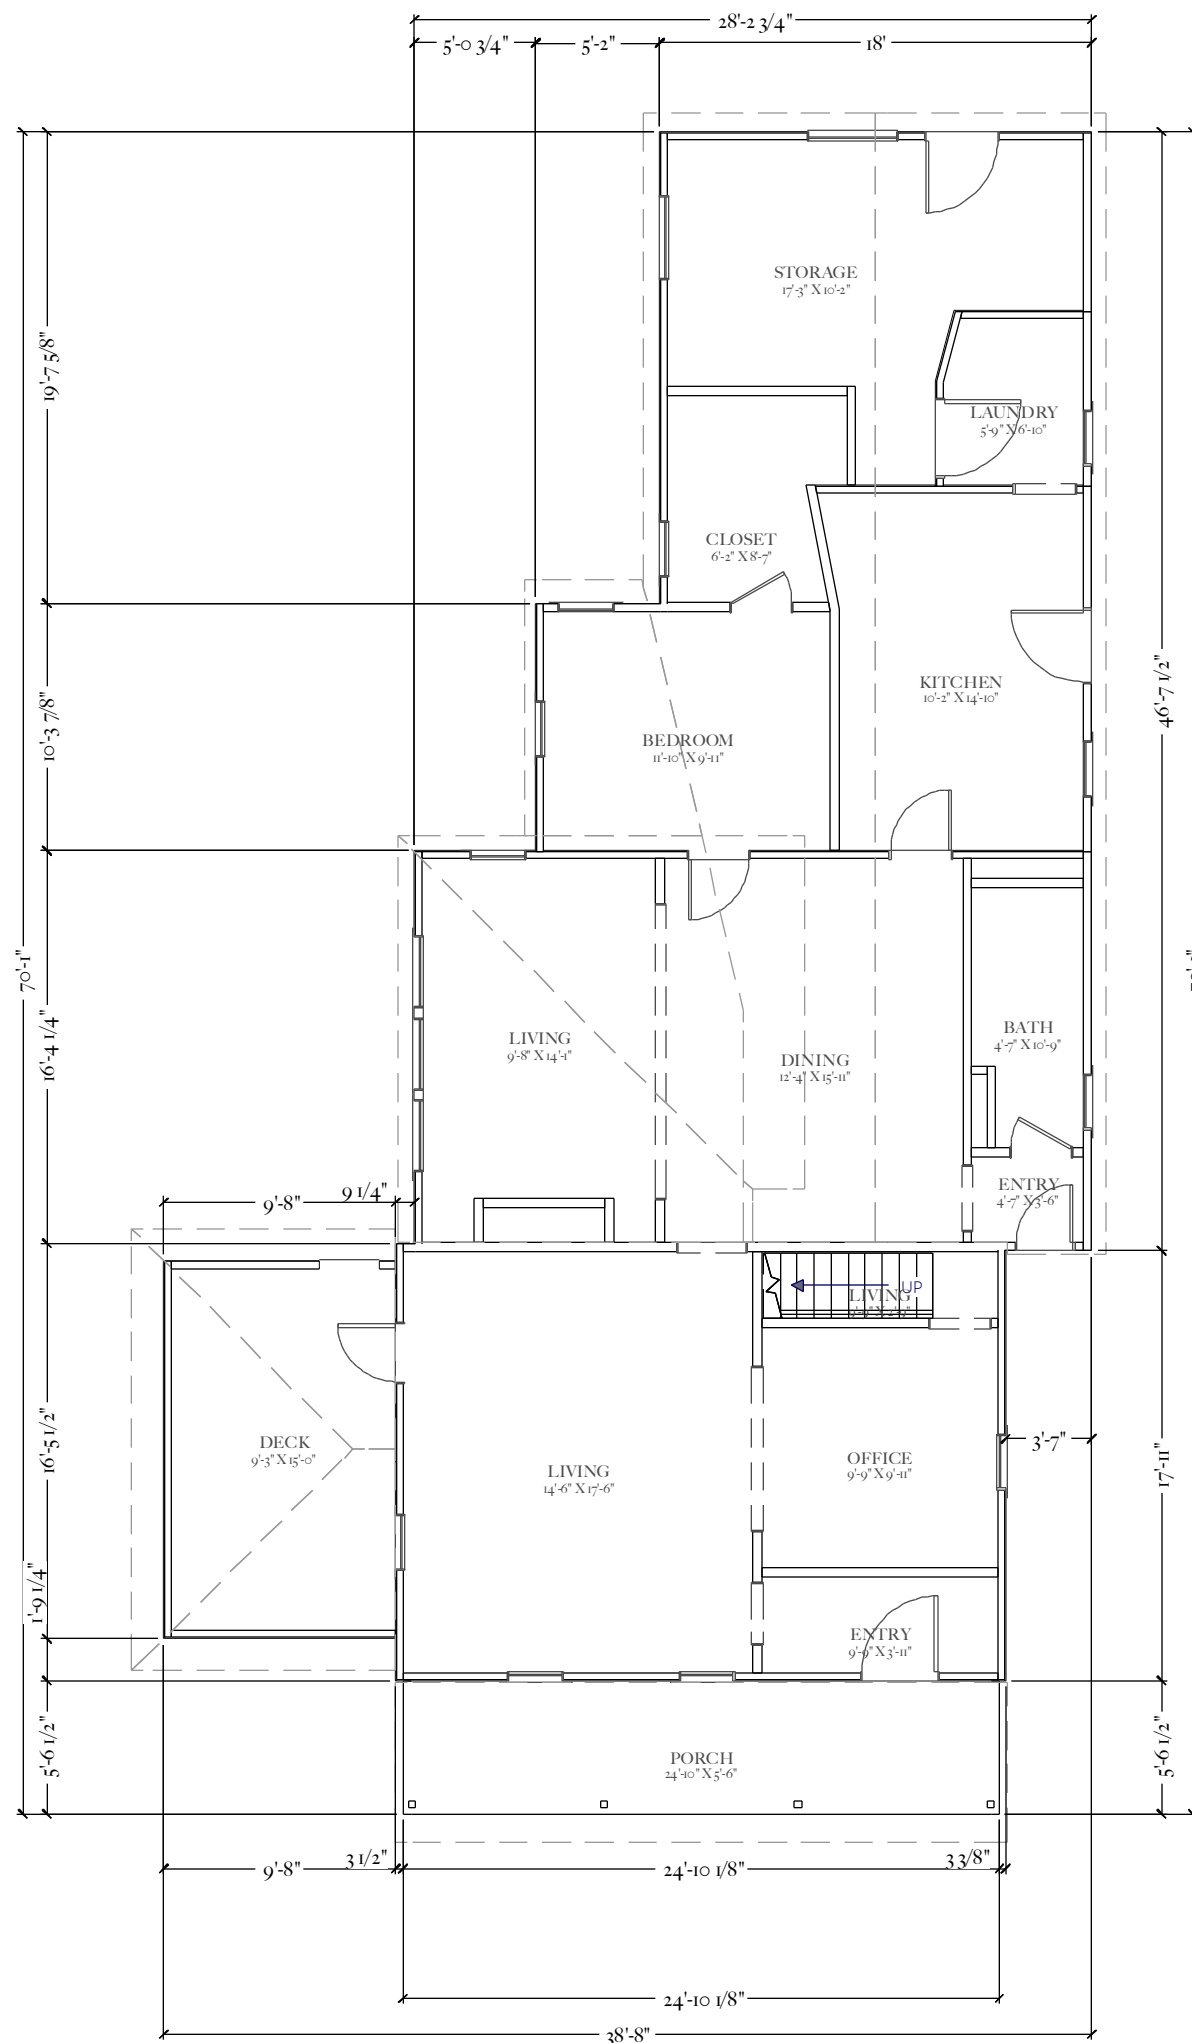 28'-2 3/4"
5'-0 3/4"
5'-2"
18'
STORAGE
17'-3" X 10'-2"
19'-7 5/8"
LAUNDRY
5'-9" X 6'-10"
CLOSET
6'-2" X 8'-7"
KITCHEN
10'-2" X 14'-10"
46'-7 1/2"
10'-3 7/8"
BEDROOM
11'-10" X 9'-11"
70'-1"
16'-4 1/4"
LIVING
9'-8" X 14'-1"
DINING
12'-4" X 15'-11"
BATH
4'-7" X 10'-9"
ENTRY
4'-7" X 3'-6"
9'-8"
9 1/4"
UP
LIVING
16'-5 1/2"
DECK
9'-3" X 15'-0"
LIVING
14'-6" X 17'-6"
OFFICE
9'-9" X 9'-11"
3'-7"
17'-11"
1'-9 1/4"
ENTRY
9'-9" X 3'-11"
5'-6 1/2"
PORCH
24'-10" X 5'-6"
5'-6 1/2"
9'-8"
3 1/2"
24'-10 1/8"
3 3/8"
24'-10 1/8"
38'-8"